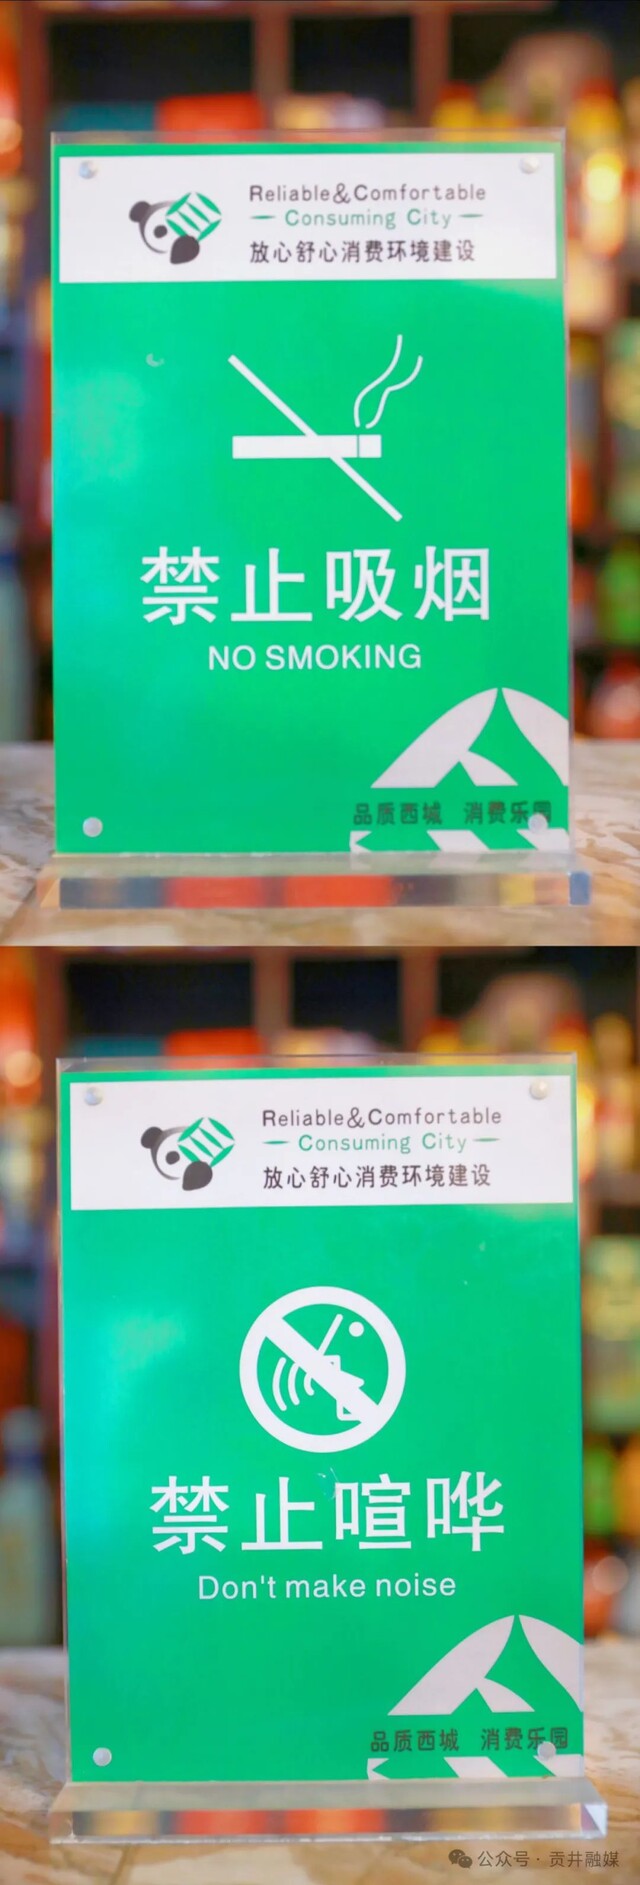 Reliable&Comfortable
Consuming City
放心舒心消费环境建设
禁止吸烟
NO SMOKING
品质西城 消费乐园
Reliable&Comfortable
Consuming City
放心舒心消费环境建设
禁止喧哗
Don't make noise
品质西城 消费乐园
公众号·贡井融媒